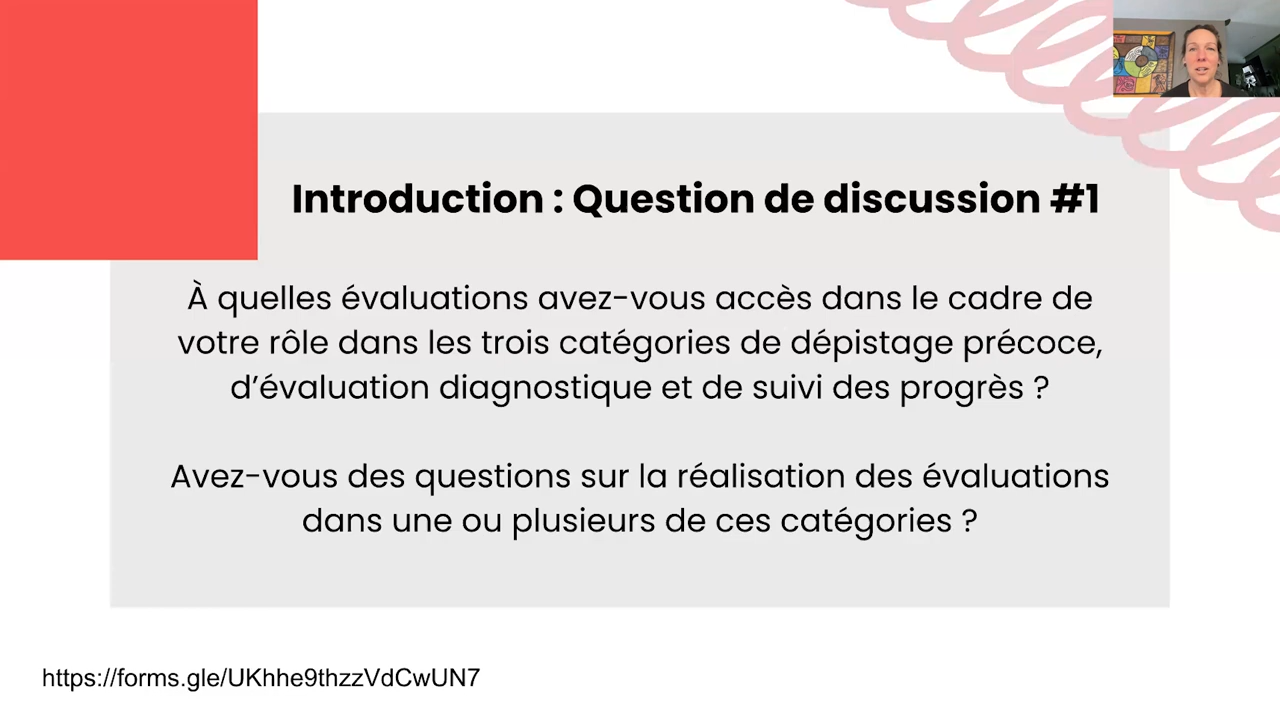 Introduction : Question de discussion #1
À quelles évaluations avez-vous accès dans le cadre de
votre rôle dans les trois catégories de dépistage précoce,
d’évaluation diagnostique et de suivi des progrès ?
Avez-vous des questions sur la réalisation des évaluations
dans une ou plusieurs de ces catégories ?
https://forms.gle/UKhhe9thzzVdCwUN7